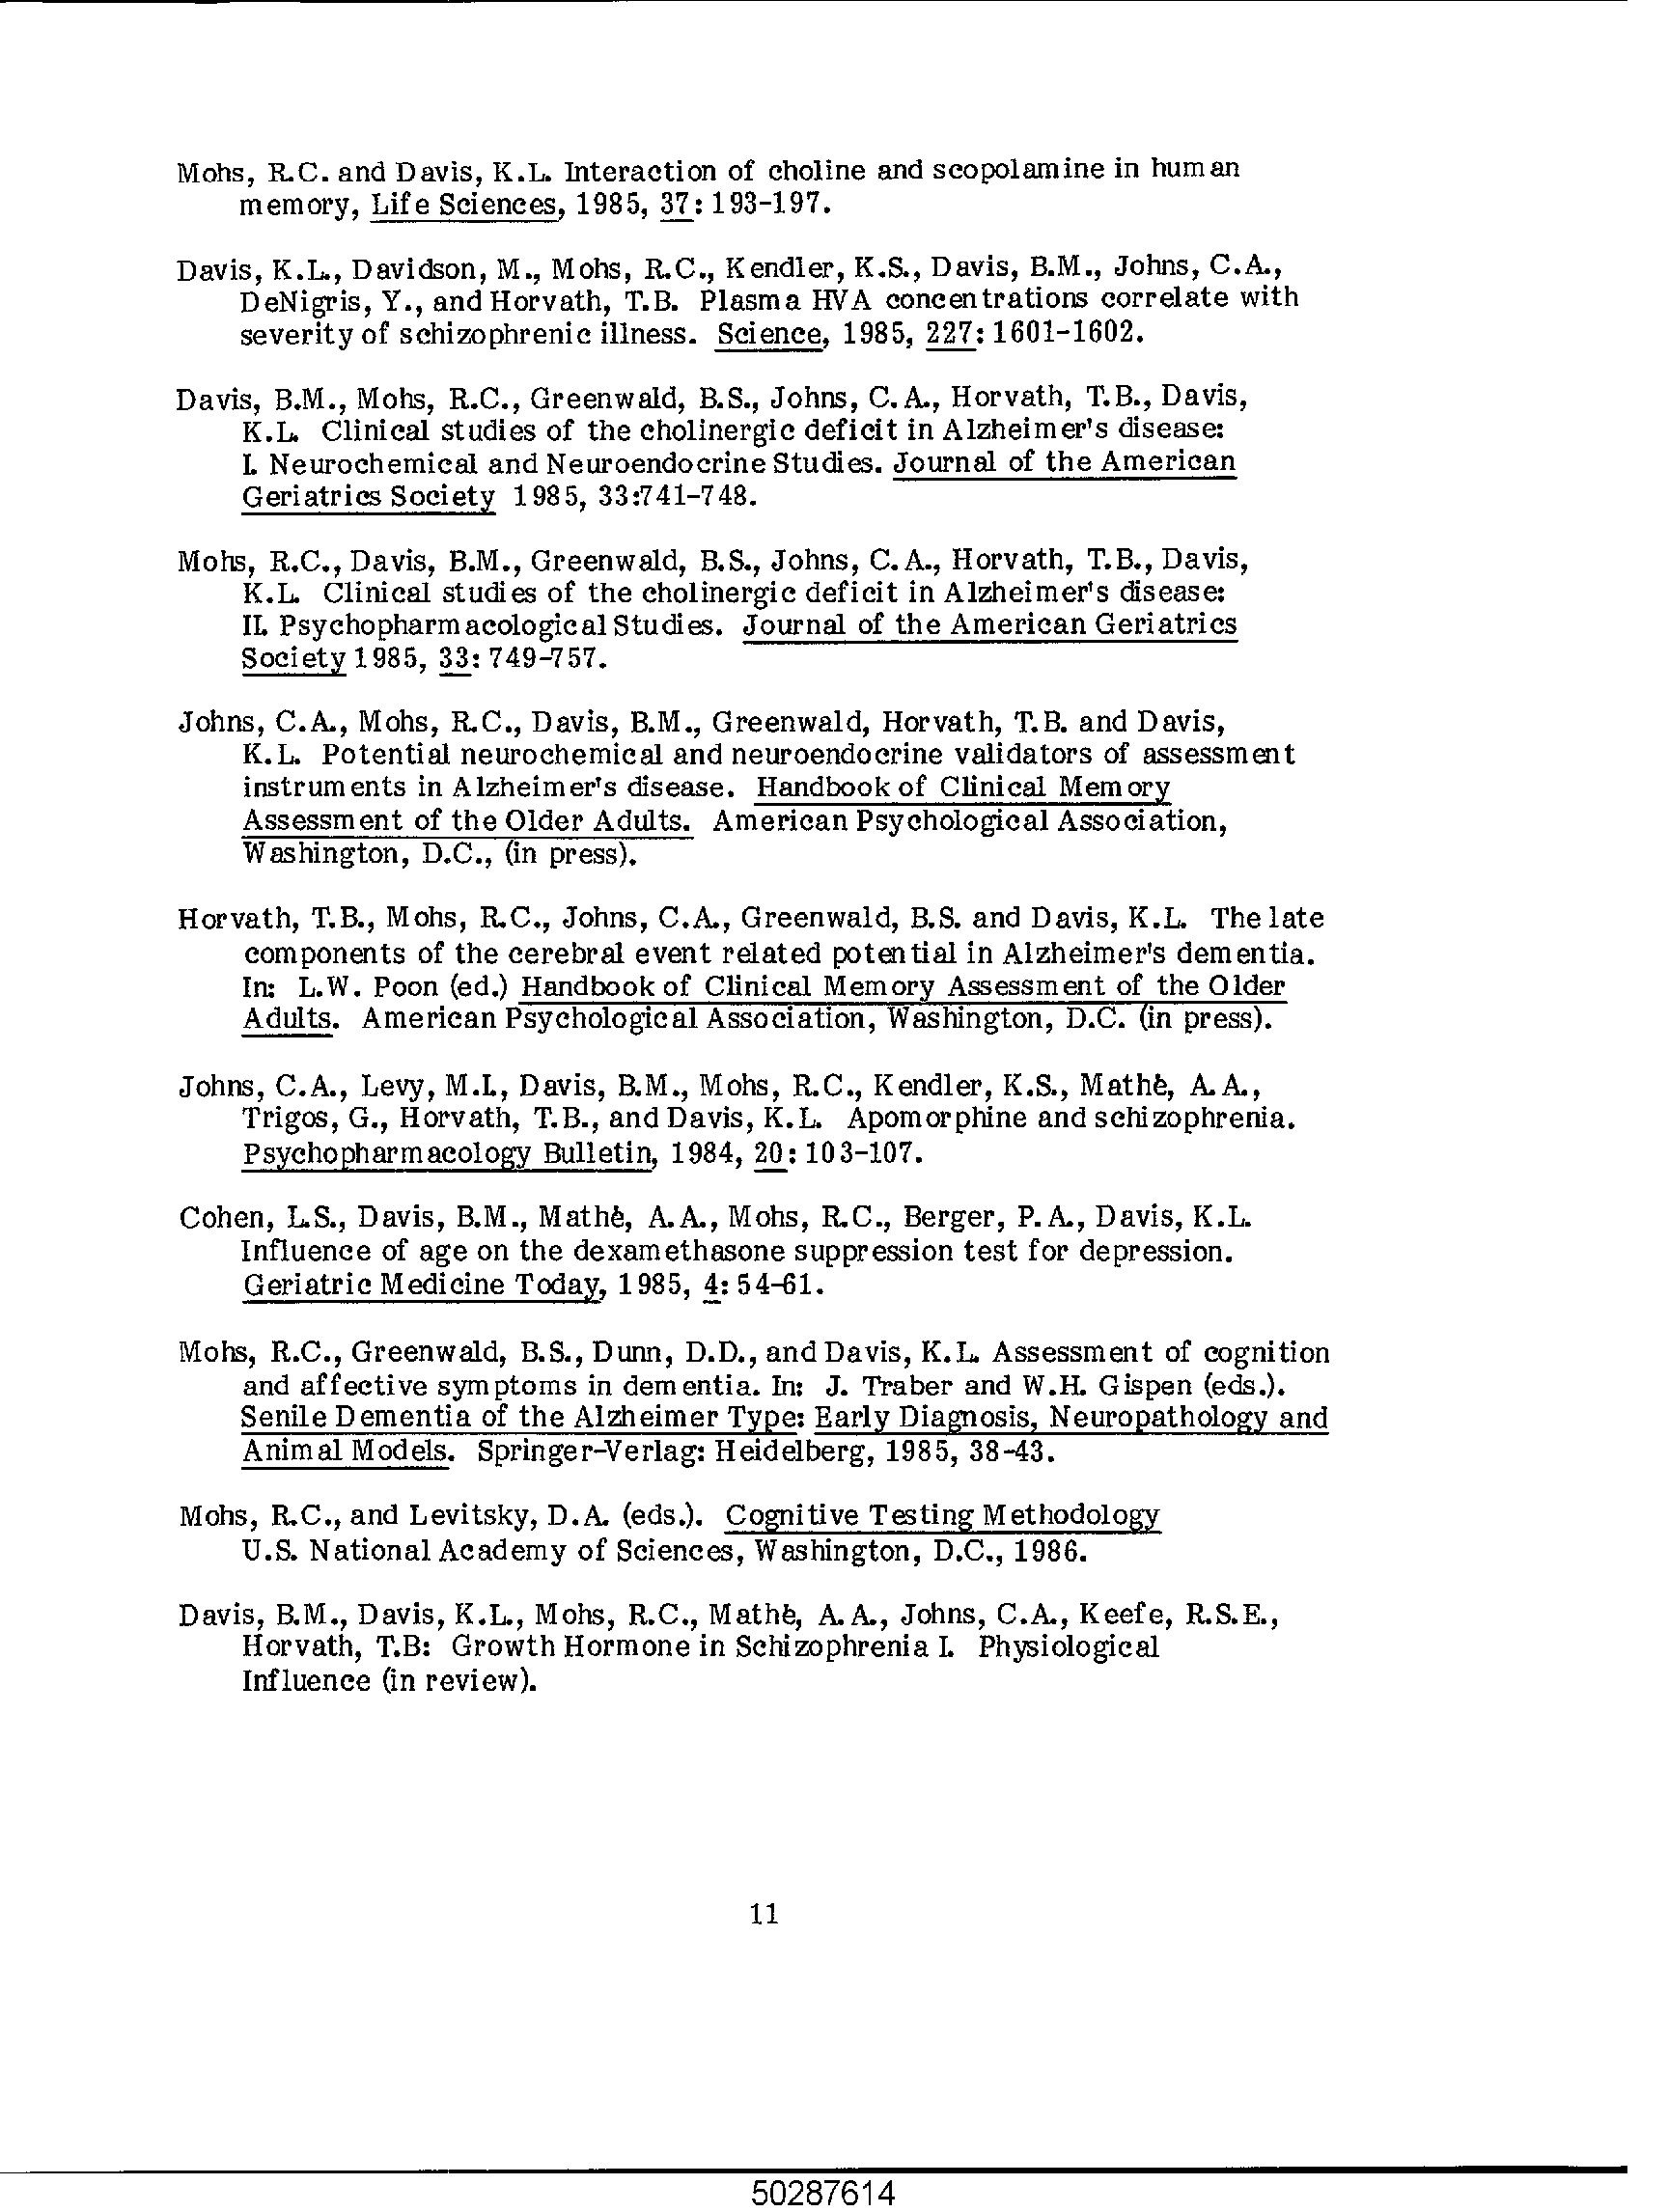 Mohs, R.C. and Davis, K.L. Interaction of choline and scopolamine in human
memory, Life Sciences, 1985, 37: 193-197.
Davis, K.L., Davidson, M., Mohs, R.C., Kendler, K.S., Davis, B.M., Johns, C.A.,
DeNigris, Y., and Horvath, T.B. Plasma HVA concentrations correlate with
severity of schizophrenic illness. Science, 1985, 227: 1601-1602.
Davis, B.M., Mohs, R.C., Greenwald, B.S., Johns, C.A., Horvath, T.B., Davis,
K.L. Clinical studies of the cholinergic deficit in Alzheimer's disease:
I. Neurochemical and Neuroendocrine Studies. Journal of the American
Geriatrics Society 1985, 33:741-748.
Mohs, R.C., Davis, B.M., Greenwald, B.S., Johns, C.A., Horvath, T.B., Davis,
K.L. Clinical studies of the cholinergic deficit in Alzheimer's disease:
II. Psychopharmacological Studies. Journal of the American Geriatrics
Society 1985, 33: 749-757.
Johns, C.A., Mohs, R.C., Davis, B.M., Greenwald, Horvath, T.B. and Davis,
K.L. Potential neurochemical and neuroendocrine validators of assessment
instruments in Alzheimer's disease. Handbook of Clinical Memory
Assessment of the Older Adults. American Psychological Association,
Washington, D.C., (in press).
Horvath, T.B., Mohs, R.C., Johns, C.A., Greenwald, B.S. and Davis, K.L. The late
components of the cerebral event related potential in Alzheimer's dementia.
In: L.W. Poon (ed.) Handbook of Clinical Memory Assessment of the Older
Adults. American Psychological Association, Washington, D.C. (in press).
Johns, C.A., Levy, M.I., Davis, B.M., Mohs, R.C., Kendler, K.S., Mathè, A.A.,
Trigos, G., Horvath, T.B., and Davis, K.L. Apomorphine and schizophrenia.
Psychopharmacology Bulletin, 1984, 20: 103-107.
Cohen, L.S., Davis, B.M., Mathè, A.A., Mohs, R.C., Berger, P.A., Davis, K.L.
Influence of age on the dexamethasone suppression test for depression.
Geriatric Medicine Today, 1985, 4: 54-61.
Mohs, R.C., Greenwald, B.S., Dunn, D.D., and Davis, K.L. Assessment of cognition
and affective symptoms in dementia. In: J. Traber and W.H. Gispen (eds.).
Senile Dementia of the Alzheimer Type: Early Diagnosis, Neuropathology and
Animal Models. Springer-Verlag: Heidelberg, 1985, 38-43.
Mohs, R.C., and Levitsky, D.A. (eds.). Cognitive Testing Methodology
U.S. National Academy of Sciences, Washington, D.C., 1986.
Davis, B.M., Davis, K.L., Mohs, R.C., Mathè, A.A., Johns, C.A., Keefe, R.S.E.,
Horvath, T.B: Growth Hormone in Schizophrenia I. Physiological
Influence (in review).
11
50287614